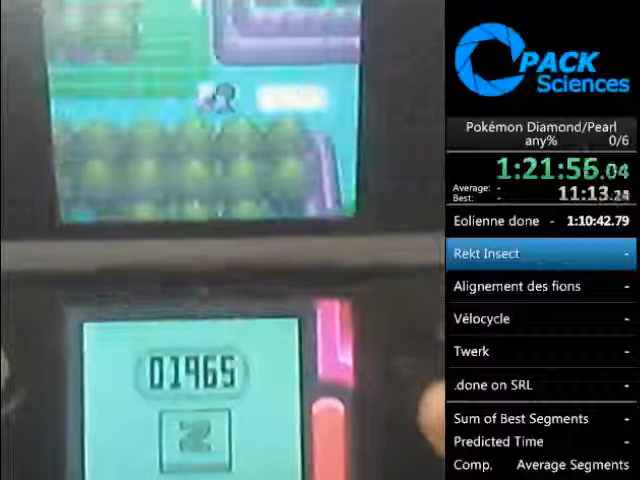 PACK
Sciences
Pokémon Diamond/Pearl
any% 0/6
1:21:56.04
Average: -
Best: - 11:13.28
Eolienne done - 1:10:42.79
Rekt Insect -
Alignement des fions -
Vélocycle -
Twerk -
.done on SRL -
Sum of Best Segments -
Predicted Time -
Comp. Average Segments
01965